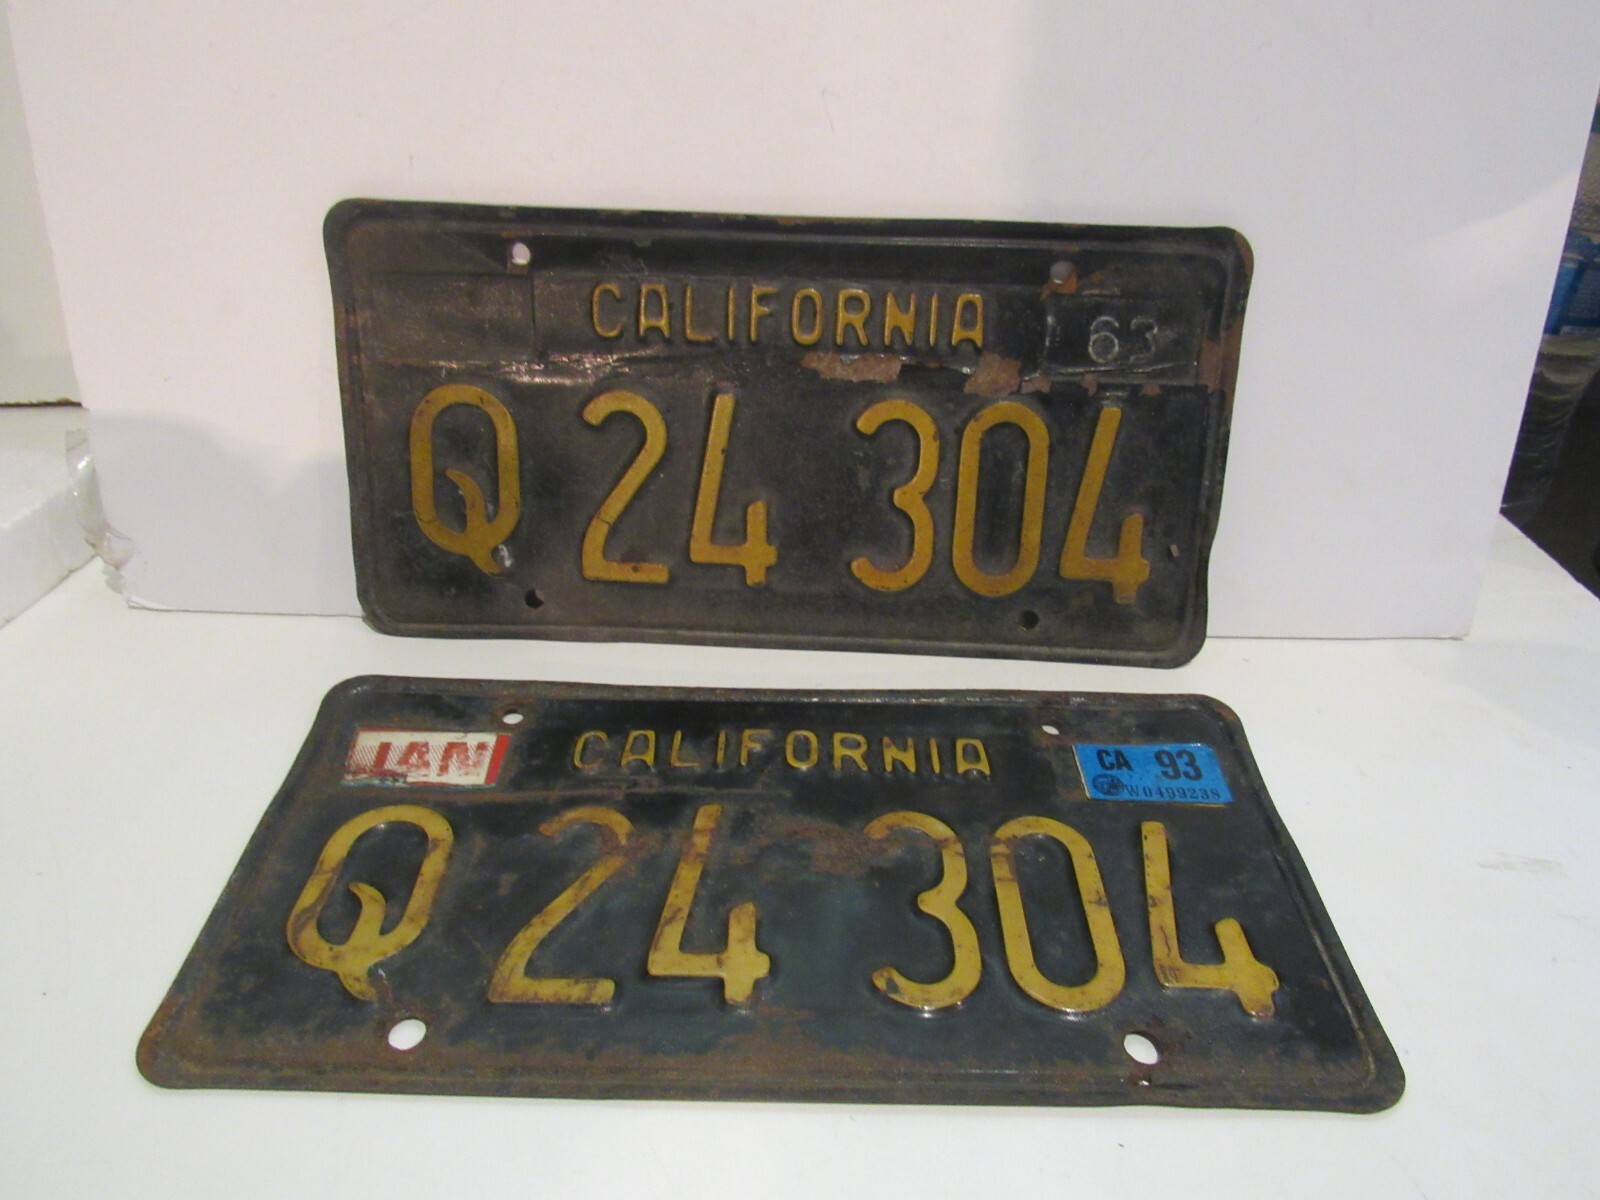 CALIFORNIA 63
Q 24 304
JAN CALIFORNIA CA 93
W0499238
Q 24 304